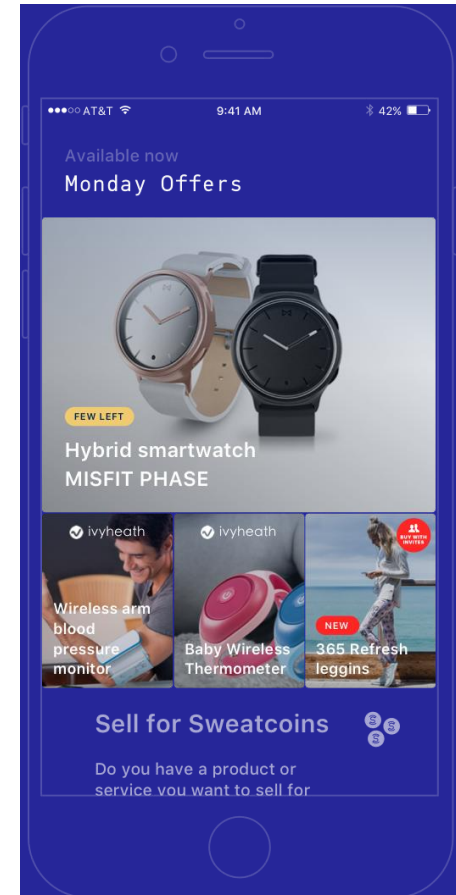 AT&T 9:41 AM 42%
Available now
Monday Offers
FEW LEFT
Hybrid smartwatch
MISFIT PHASE
ivyheath
Wireless arm
blood
pressure
monitor
ivyheath
Baby Wireless
Thermometer
BUY WITH
INVITES
NEW
365 Refresh
leggins
Sell for Sweatcoins
Do you have a product or
service you want to sell for